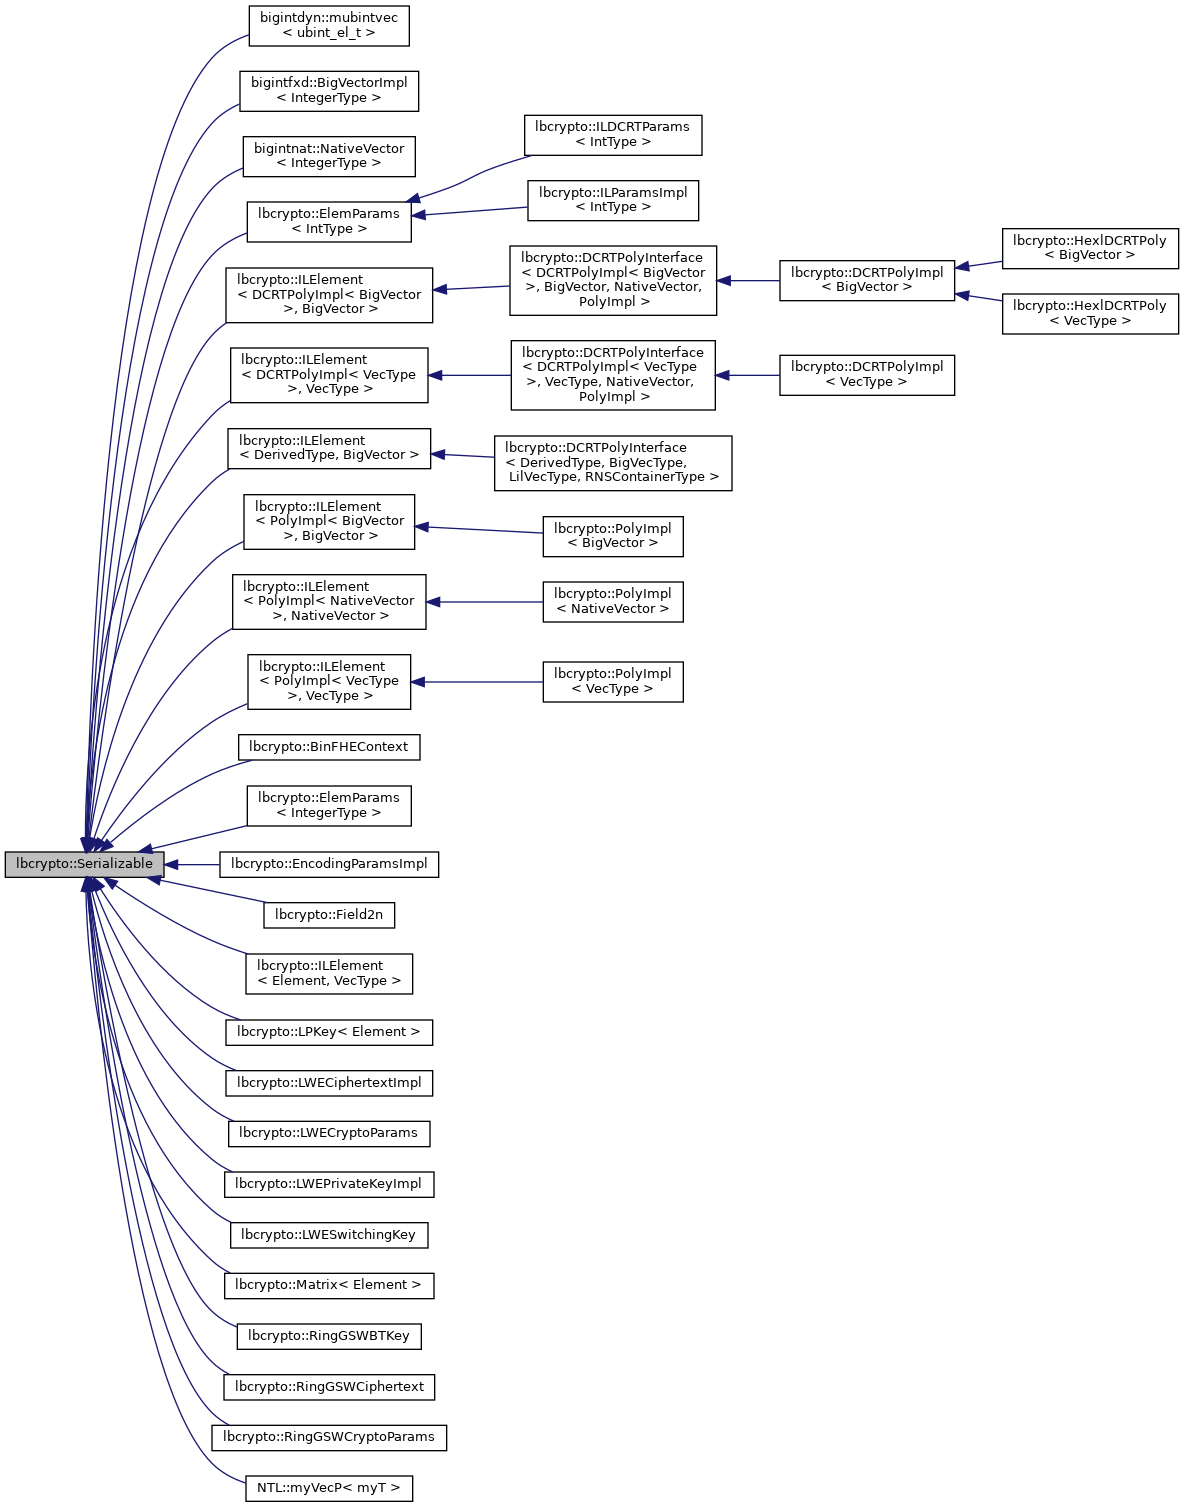 bigintdyn::mubintvec
< ubint_el_t >
bigintfxd::BigVectorImpl
< IntegerType >
bigintnat::NativeVector
< IntegerType >
lbcrypto::ElemParams
< IntType >
lbcrypto::ILDCRTParams
< IntType >
lbcrypto::ILParamsImpl
< IntType >
lbcrypto::ILElement
< DCRTPolyImpl< BigVector
>, BigVector >
lbcrypto::DCRTPolyInterface
< DCRTPolyImpl< BigVector
>, BigVector, NativeVector,
PolyImpl >
lbcrypto::DCRTPolyImpl
< BigVector >
lbcrypto::HexlDCRTPoly
< BigVector >
lbcrypto::HexlDCRTPoly
< VecType >
lbcrypto::ILElement
< DCRTPolyImpl< VecType
>, VecType >
lbcrypto::DCRTPolyInterface
< DCRTPolyImpl< VecType
>, VecType, NativeVector,
PolyImpl >
lbcrypto::DCRTPolyImpl
< VecType >
lbcrypto::ILElement
< DerivedType, BigVector >
lbcrypto::DCRTPolyInterface
< DerivedType, BigVecType,
LilVecType, RNSContainerType >
lbcrypto::ILElement
< PolyImpl< BigVector
>, BigVector >
lbcrypto::PolyImpl
< BigVector >
lbcrypto::ILElement
< PolyImpl< NativeVector
>, NativeVector >
lbcrypto::PolyImpl
< NativeVector >
lbcrypto::ILElement
< PolyImpl< VecType
>, VecType >
lbcrypto::PolyImpl
< VecType >
lbcrypto::BinFHEContext
lbcrypto::ElemParams
< IntegerType >
lbcrypto::Serializable
lbcrypto::EncodingParamsImpl
lbcrypto::Field2n
lbcrypto::ILElement
< Element, VecType >
lbcrypto::LPKey< Element >
lbcrypto::LWECiphertextImpl
lbcrypto::LWECryptoParams
lbcrypto::LWEPrivateKeyImpl
lbcrypto::LWESwitchingKey
lbcrypto::Matrix< Element >
lbcrypto::RingGSWBTKey
lbcrypto::RingGSWCiphertext
lbcrypto::RingGSWCryptoParams
NTL::myVecP< myT >